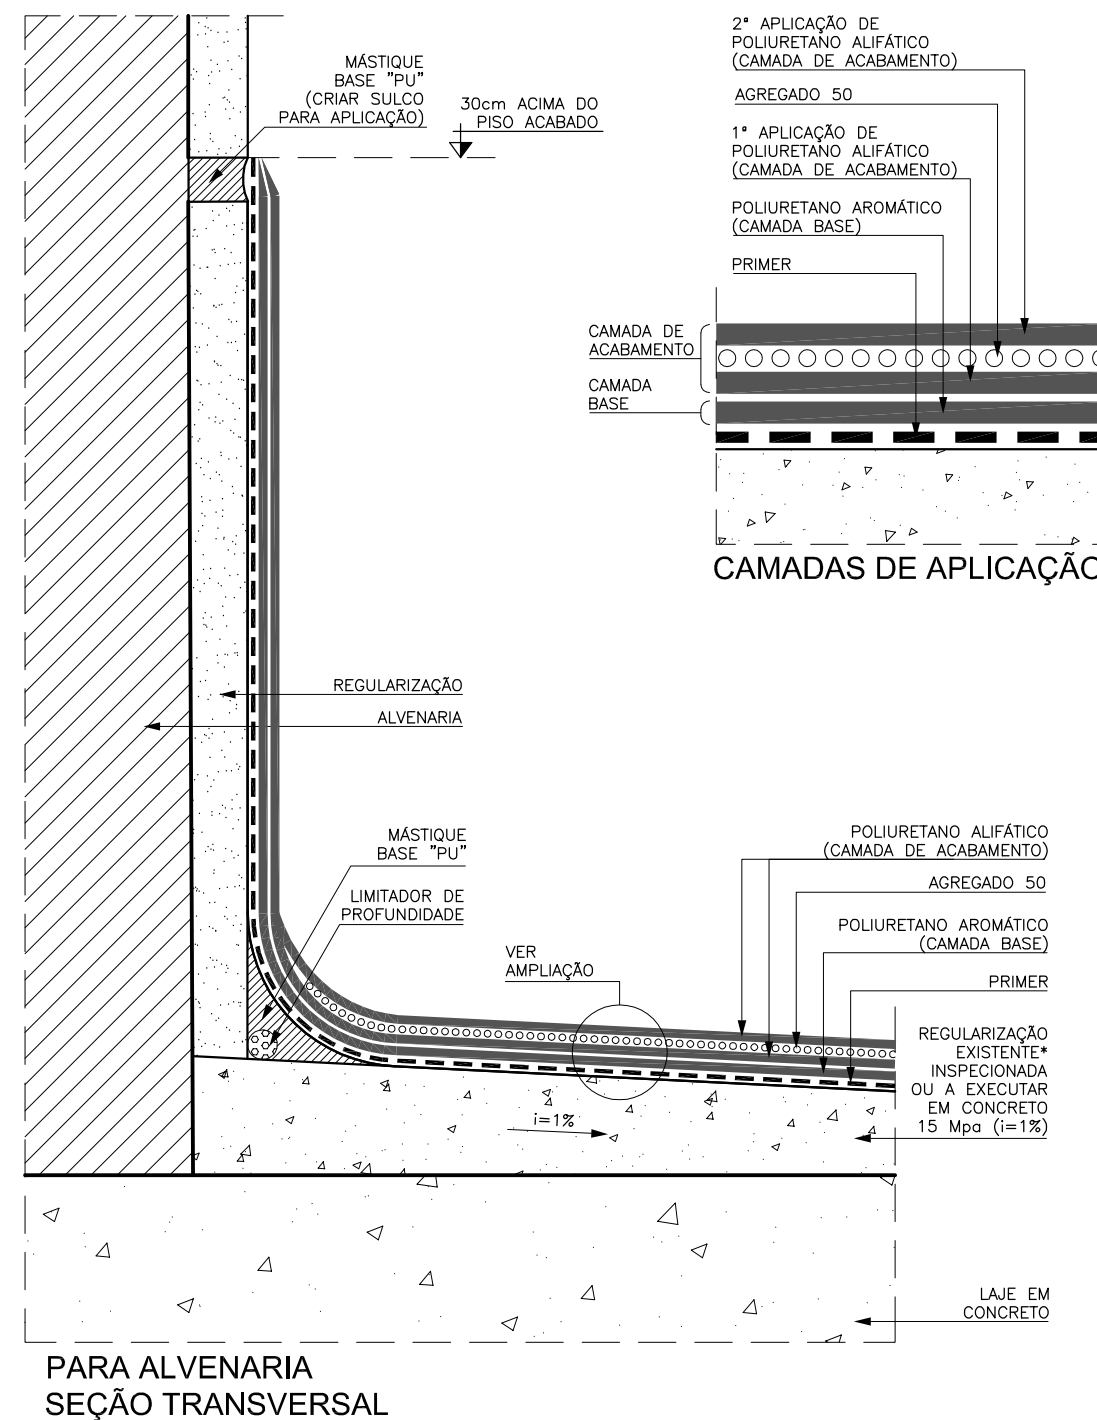 MÁSTIQUE
BASE "PU"
(CRIAR SULCO
PARA APLICAÇÃO)
30cm ACIMA DO
PISO ACABADO
2ª APLICAÇÃO DE
POLIURETANO ALIFÁTICO
(CAMADA DE ACABAMENTO)
AGREGADO 50
1ª APLICAÇÃO DE
POLIURETANO ALIFÁTICO
(CAMADA DE ACABAMENTO)
POLIURETANO AROMÁTICO
(CAMADA BASE)
PRIMER
CAMADA DE
ACABAMENTO
CAMADA
BASE
CAMADAS DE APLICAÇÃO
REGULARIZAÇÃO
ALVENARIA
MÁSTIQUE
BASE "PU"
LIMITADOR DE
PROFUNDIDADE
VER
AMPLIAÇÃO
POLIURETANO ALIFÁTICO
(CAMADA DE ACABAMENTO)
AGREGADO 50
POLIURETANO AROMÁTICO
(CAMADA BASE)
PRIMER
REGULARIZAÇÃO
EXISTENTE*
INSPECIONADA
OU A EXECUTAR
EM CONCRETO
15 Mpa (i=1%)
i=1%
LAJE EM
CONCRETO
PARA ALVENARIA
SEÇÃO TRANSVERSAL